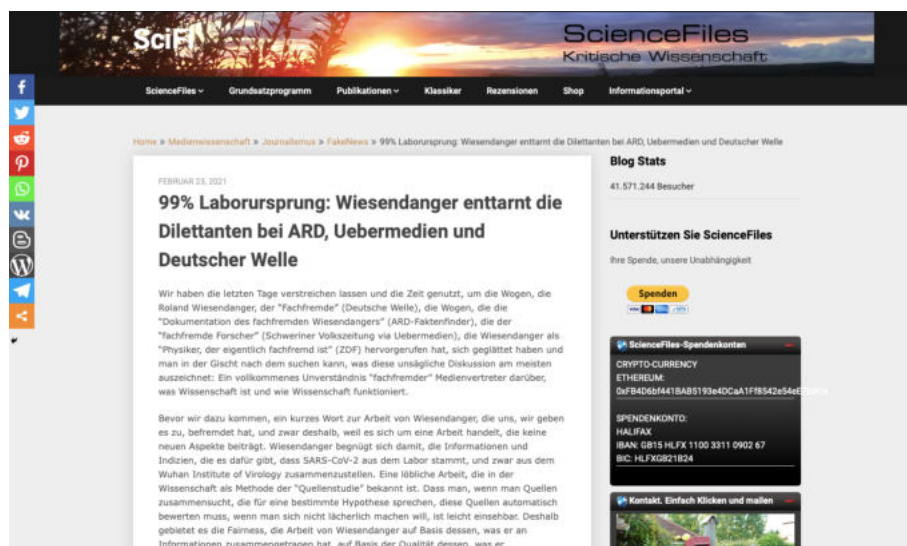 SciFi
ScienceFiles
Kritische Wissenschaft
ScienceFiles
Grundsatzprogramm
Publikationen
Klassiker
Rezensionen
Shop
Informationsportal
Home » Medienwissenschaft » Journalismus » FakeNews » 99% Laborursprung: Wiesendanger enttarnt die Dilettanten bei ARD, Uebermedien und Deutscher Welle
FEBRUAR 23, 2021
99% Laborursprung: Wiesendanger enttarnt die
Dilettanten bei ARD, Uebermedien und
Deutscher Welle
Wir haben die letzten Tage verstreichen lassen und die Zeit genutzt, um die Wogen, die
Roland Wiesendanger, der "Fachfremde" (Deutsche Welle), die Wogen, die die
"Dokumentation des fachfremden Wiesendangers" (ARD-Faktenfinder), die der
"fachfremde Forscher" (Schweriner Volkszeitung via Uebermedien), die Wiesendanger als
"Physiker, der eigentlich fachfremd ist" (ZDF) hervorgerufen hat, sich geglättet haben und
man in der Gischt nach dem suchen kann, was diese unsägliche Diskussion am meisten
auszeichnet: Ein vollkommenes Unverständnis "fachfremder" Medienvertreter darüber,
was Wissenschaft ist und wie Wissenschaft funktioniert.
Bevor wir dazu kommen, ein kurzes Wort zur Arbeit von Wiesendanger, die uns, wir geben
es zu, befremdet hat, und zwar deshalb, weil es sich um eine Arbeit handelt, die keine
neuen Aspekte beiträgt. Wiesendanger begnügt sich damit, die Informationen und
Indizien, die es dafür gibt, dass SARS-CoV-2 aus dem Labor stammt, und zwar aus dem
Wuhan Institute of Virology zusammenzustellen. Eine löbliche Arbeit, die in der
Wissenschaft als Methode der "Quellenstudie" bekannt ist. Dass man, wenn man Quellen
zusammensucht, die für eine bestimmte Hypothese sprechen, diese Quellen automatisch
bewerten muss, wenn man sich nicht lächerlich machen will, ist leicht einsehbar. Deshalb
gebietet es die Fairness, die Arbeit von Wiesendanger auf Basis dessen, was er an
Informationen zusammengetragen hat, auf Basis der Qualität dessen, was er
Blog Stats
41.571.244 Besucher
Unterstützen Sie ScienceFiles
Ihre Spende, unsere Unabhängigkeit
Spenden
ScienceFiles-Spendenkonten
CRYPTO-CURRENCY
ETHEREUM:
SPENDENKONTO:
HALIFAX
IBAN: GB15 HLFX 1100 3311 0902 67
BIC: HLFXGB21B24
Kontakt. Einfach Klicken und mailen